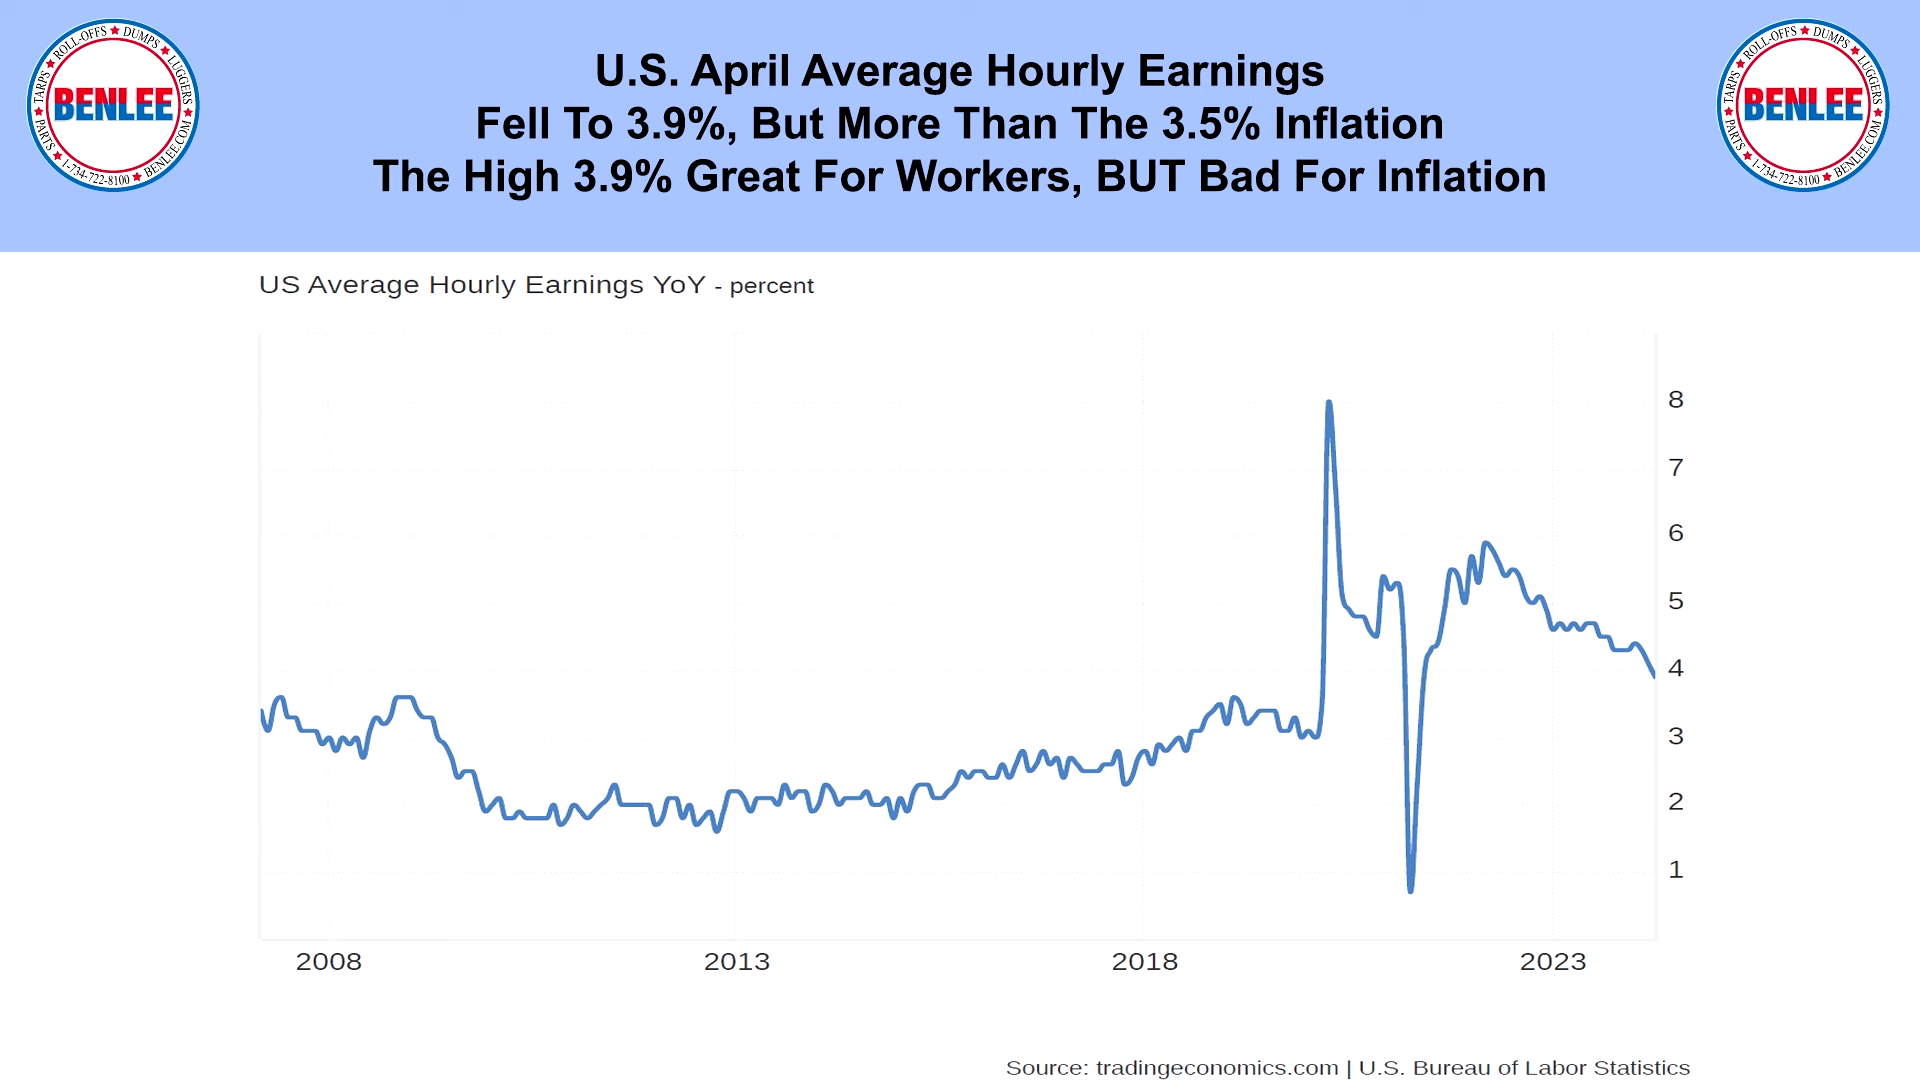 U.S. April Average Hourly Earnings
Fell To 3.9%, But More Than The 3.5% Inflation
The High 3.9% Great For Workers, BUT Bad For Inflation
TARPS ★ ROLL-OFFS ★ DUMPS ★ LUGGERS ★
BENLEE
PARTS ★ 1-734-722-8100 ★ BENLEE.COM
TARPS ★ ROLL-OFFS ★ DUMPS ★ LUGGERS ★
BENLEE
PARTS ★ 1-734-722-8100 ★ BENLEE.COM
US Average Hourly Earnings YoY - percent
8
7
6
5
4
3
2
1
2008 2013 2018 2023
Source: tradingeconomics.com | U.S. Bureau of Labor Statistics